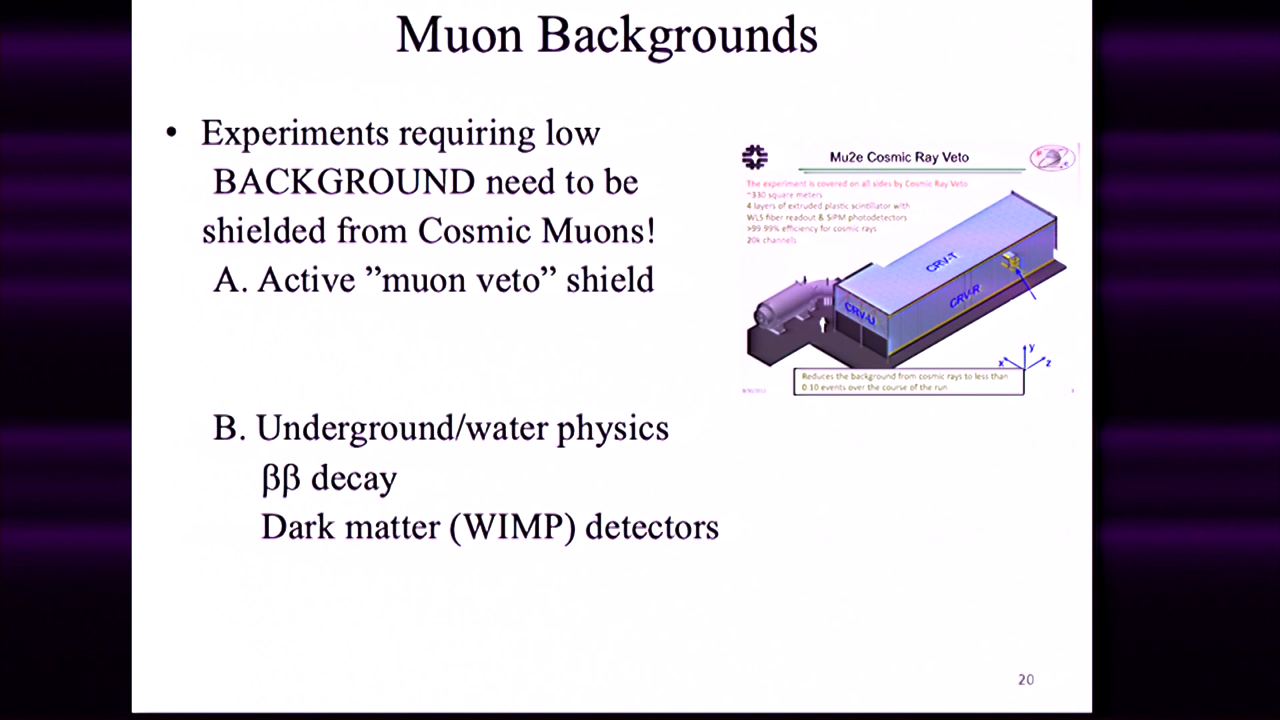 Muon Backgrounds
• Experiments requiring low
BACKGROUND need to be
shielded from Cosmic Muons!
A. Active ”muon veto” shield
Mu2e Cosmic Ray Veto
The experiment is covered on all sides by Cosmic Ray Veto
~330 square meters
4 layers of extruded plastic scintillator with
WLS fiber readout & SiPM photodetectors
>99.99% efficiency for cosmic rays
20k channels
CRV-T
CRV-R
CRV-U
y
x
z
Reduces the background from cosmic rays to less than
0.10 events over the course of the run
B. Underground/water physics
ββ decay
Dark matter (WIMP) detectors
20